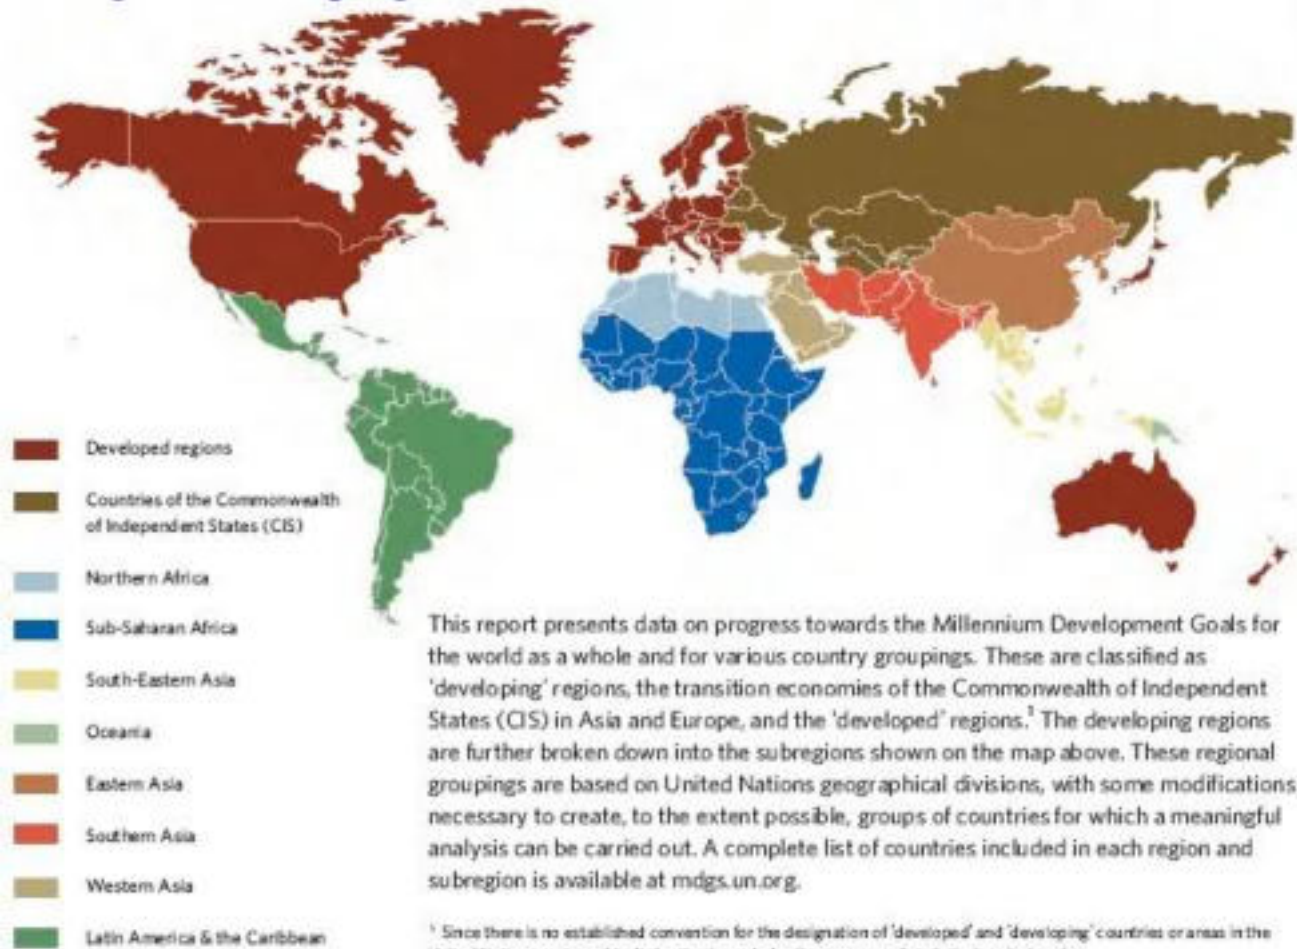 Developed regions
Countries of the Commonwealth
of Independent States (CIS)
Northern Africa
Sub-Saharan Africa
South-Eastern Asia
Oceania
Eastern Asia
Southern Asia
Western Asia
Latin America & the Caribbean
This report presents data on progress towards the Millennium Development Goals for
the world as a whole and for various country groupings. These are classified as
'developing' regions, the transition economies of the Commonwealth of Independent
States (CIS) in Asia and Europe, and the 'developed' regions.¹ The developing regions
are further broken down into the subregions shown on the map above. These regional
groupings are based on United Nations geographical divisions, with some modifications
necessary to create, to the extent possible, groups of countries for which a meaningful
analysis can be carried out. A complete list of countries included in each region and
subregion is available at mdgs.un.org.
¹ Since there is no established convention for the designation of 'developed' and 'developing' countries or areas in the